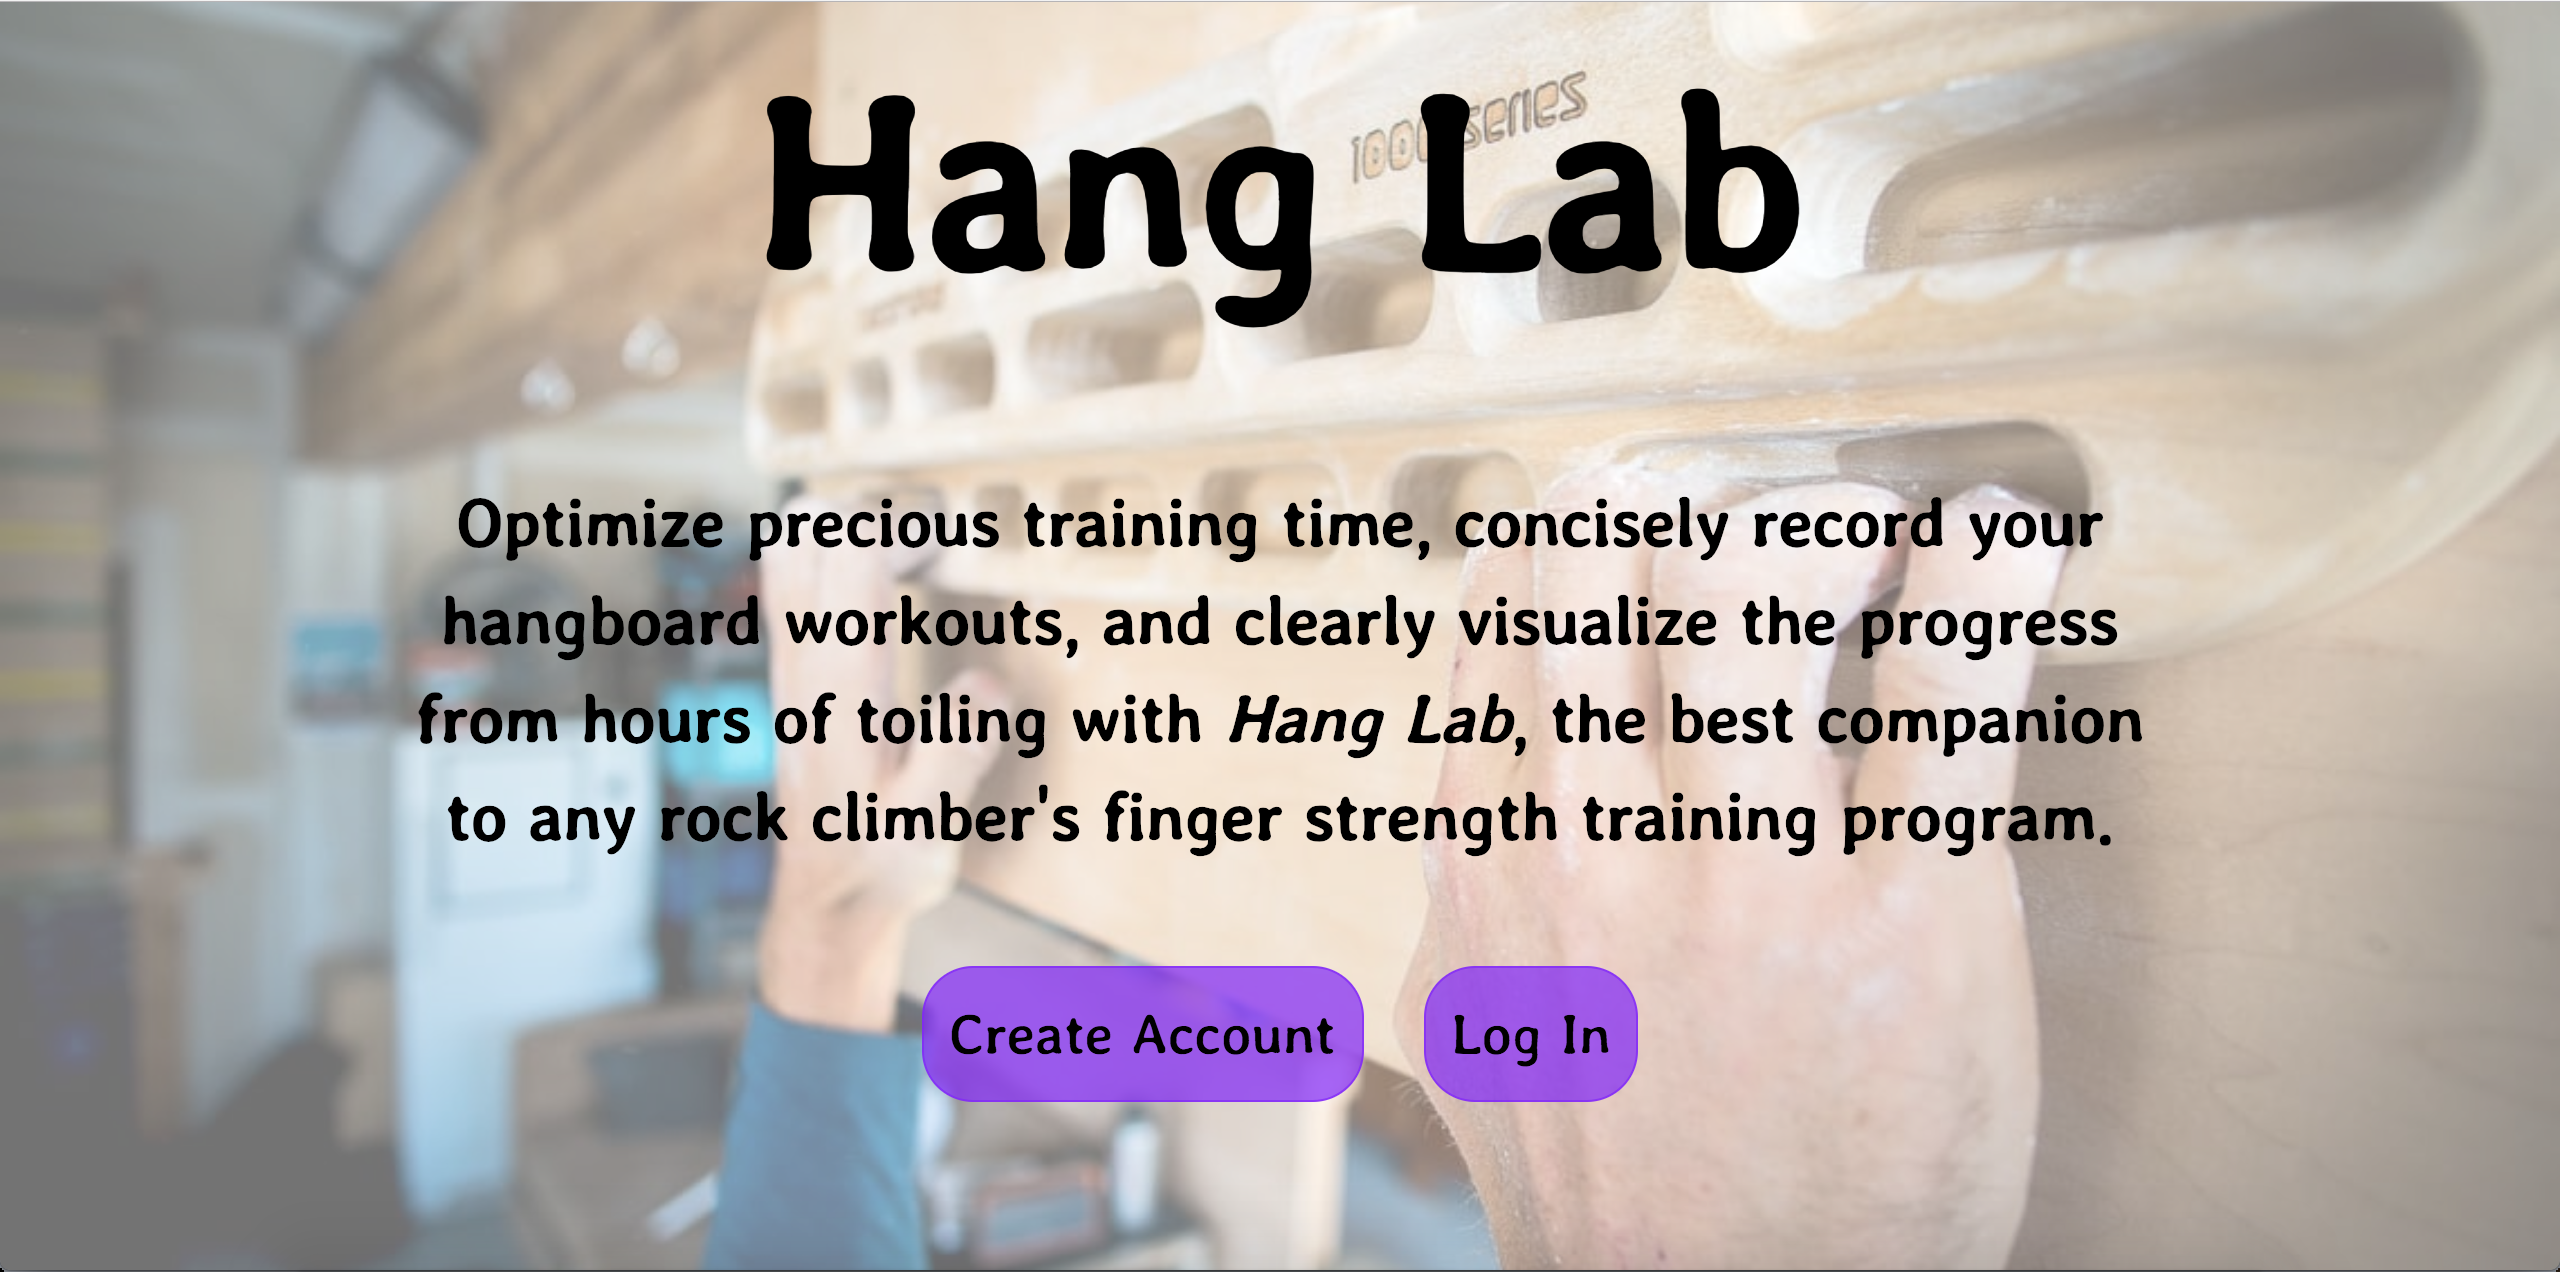 Hang Lab
1000 series
Optimize precious training time, concisely record your
hangboard workouts, and clearly visualize the progress
from hours of toiling with Hang Lab, the best companion
to any rock climber's finger strength training program.
Create Account
Log In